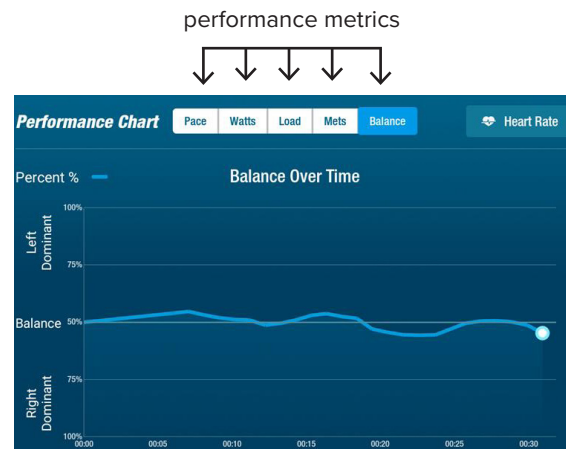 performance metrics
Performance Chart Pace Watts Load Mets Balance Heart Rate
Percent %
Balance Over Time
100%
Left Dominant
75%
Balance 50%
75%
Right Dominant
100%
00:00 00:05 00:10 00:15 00:20 00:25 00:30